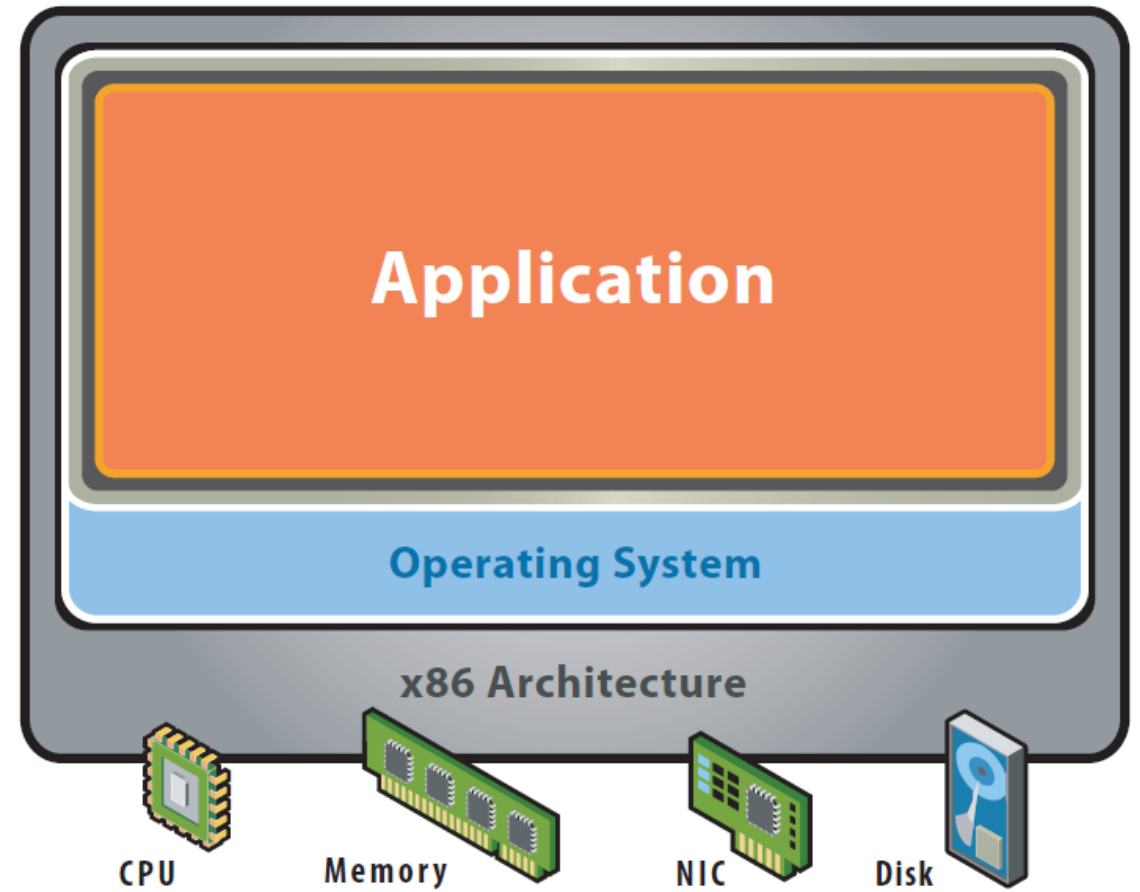 Application
Operating System
x86 Architecture
CPU
Memory
NIC
Disk